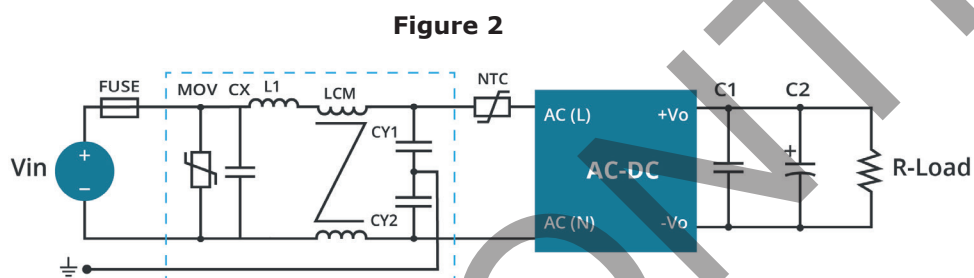 Figure 2
FUSE
MOV CX L1 LCM
NTC
C1 C2
CY1
AC (L) +Vo
Vin
+
−
AC-DC
+
R-Load
CY2
AC (N) -Vo